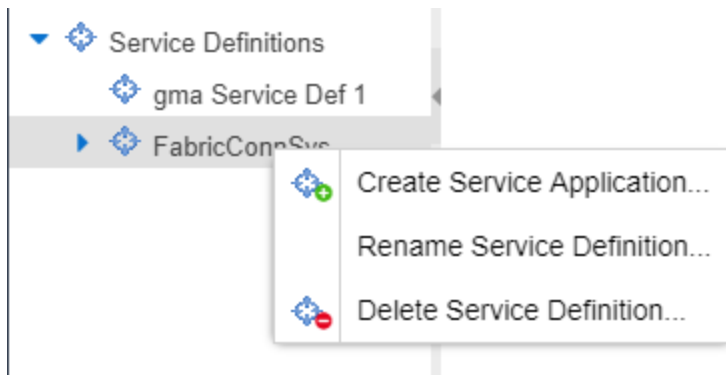 Service Definitions
gma Service Def 1
FabricConnSys
Create Service Application...
Rename Service Definition...
Delete Service Definition...